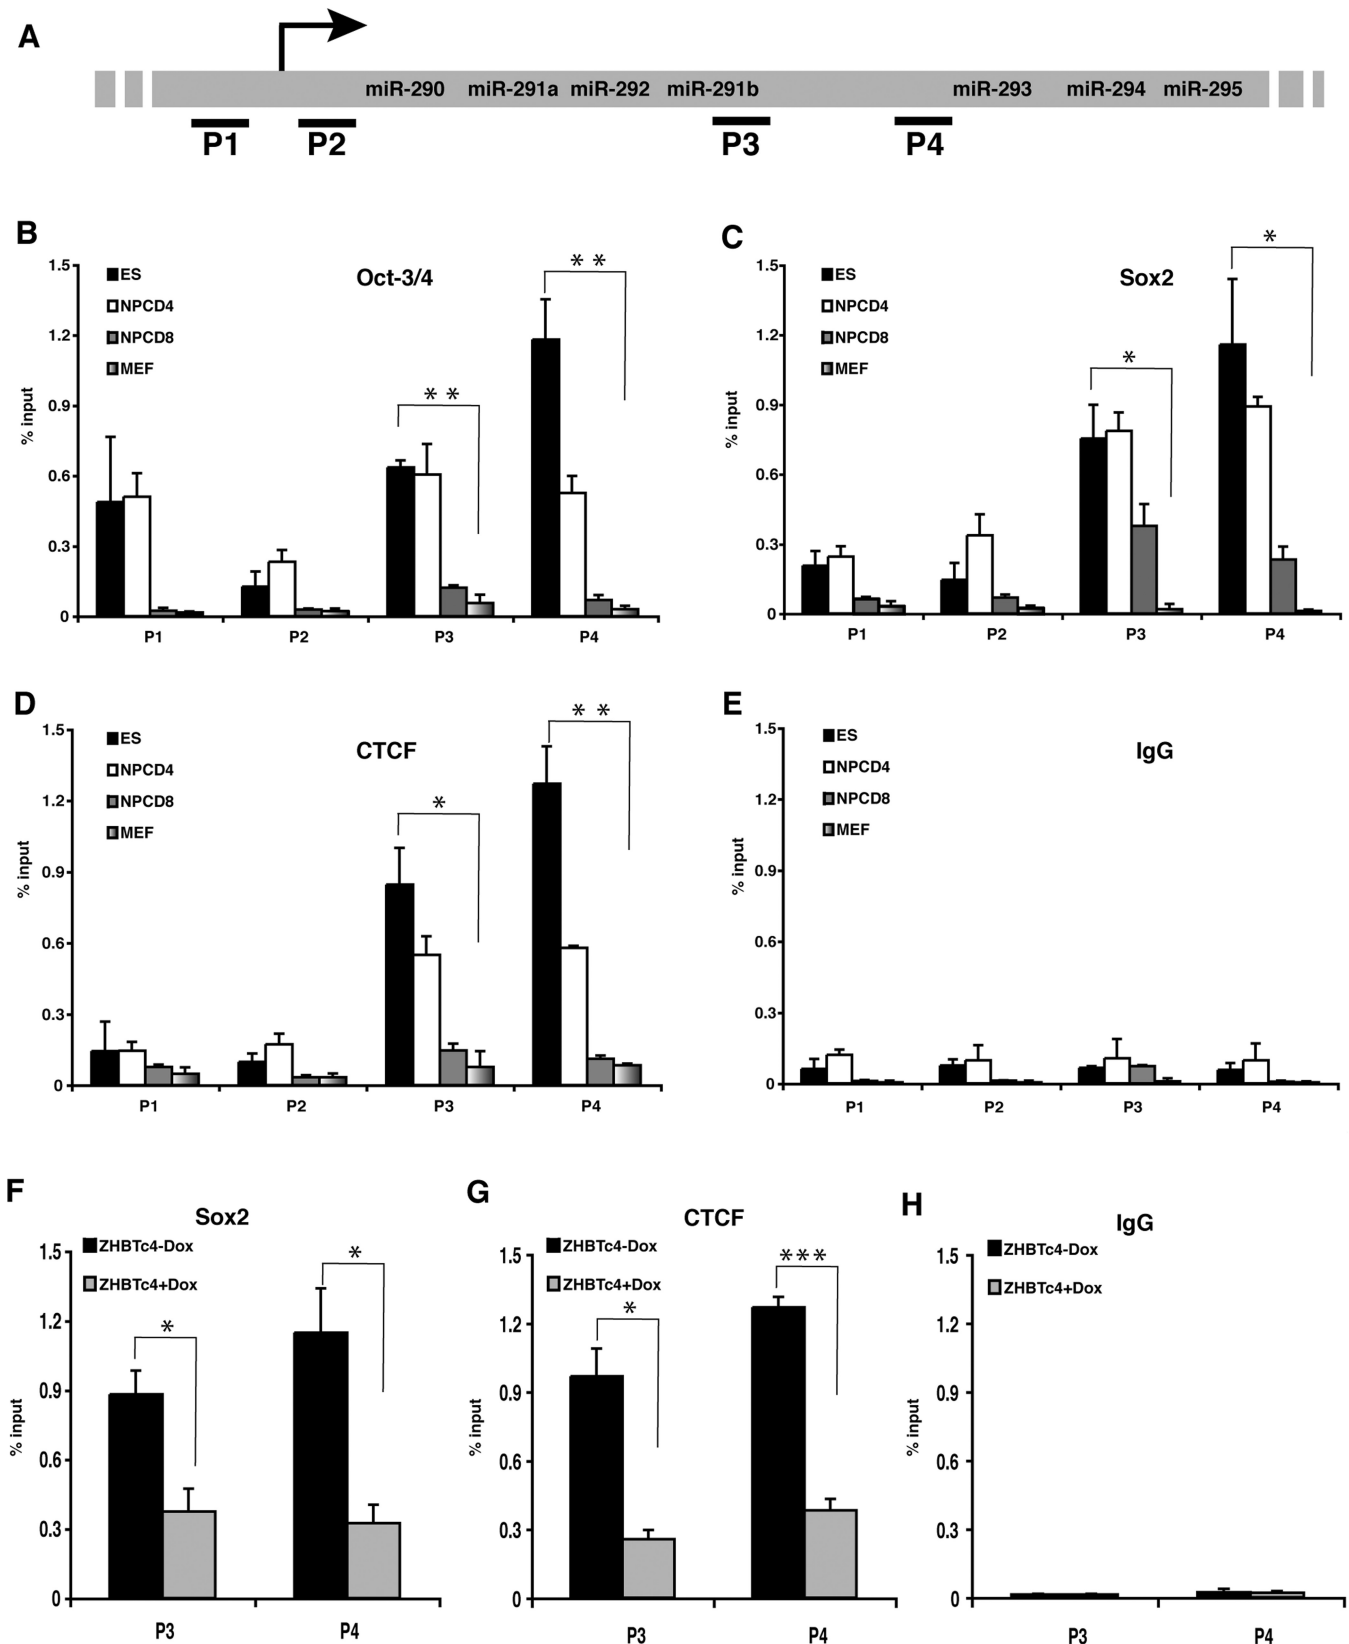 A
miR-290 miR-291a miR-292 miR-291b miR-293 miR-294 miR-295
P1 P2 P3 P4
B
Oct-3/4
ES
NPCD4
NPCD8
MEF
* *
* *
% input
1.5
1.2
0.9
0.6
0.3
0
P1 P2 P3 P4
C
Sox2
ES
NPCD4
NPCD8
MEF
*
*
% input
1.5
1.2
0.9
0.6
0.3
0
P1 P2 P3 P4
D
CTCF
ES
NPCD4
NPCD8
MEF
*
* *
% input
1.5
1.2
0.9
0.6
0.3
0
P1 P2 P3 P4
E
IgG
ES
NPCD4
NPCD8
MEF
% input
1.5
1.2
0.9
0.6
0.3
0
P1 P2 P3 P4
F
Sox2
ZHBTc4-Dox
ZHBTc4+Dox
*
*
% input
1.5
1.2
0.9
0.6
0.3
0
P3 P4
G
CTCF
ZHBTc4-Dox
ZHBTc4+Dox
*
***
% input
1.5
1.2
0.9
0.6
0.3
0
P3 P4
H
IgG
ZHBTc4-Dox
ZHBTc4+Dox
% input
1.5
1.2
0.9
0.6
0.3
0
P3 P4